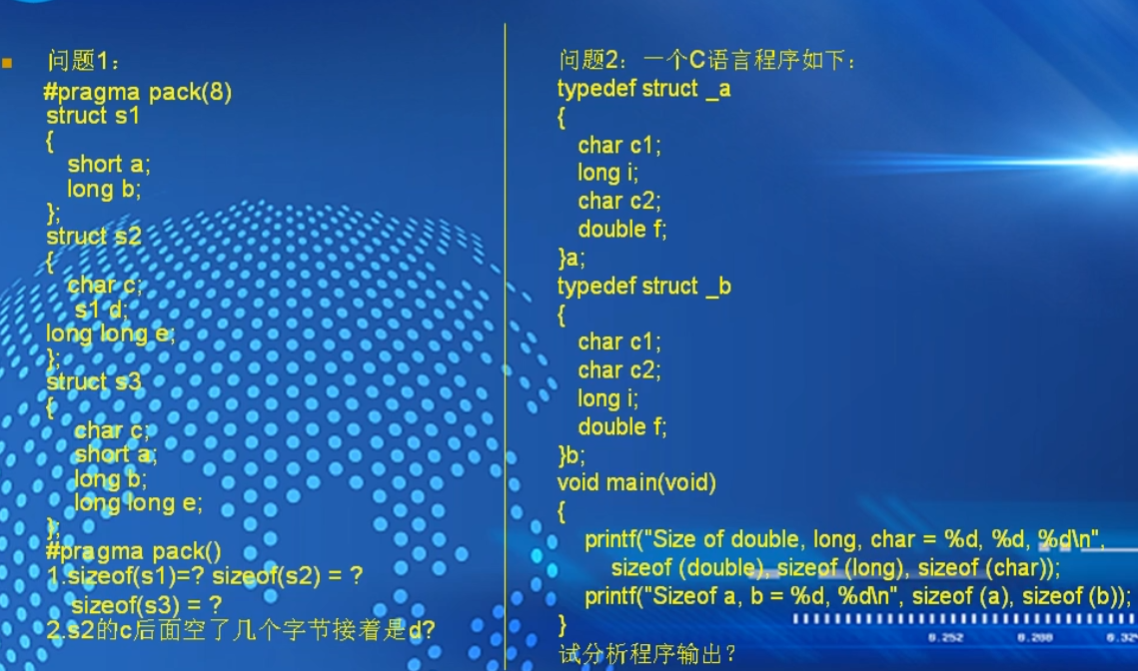 问题1：
#pragma pack(8)
struct s1
{
short a;
long b;
};
struct s2
{
char c;
s1 d;
long long e;
};
struct s3
{
char c;
short a;
long b;
long long e;
};
#pragma pack()
1.sizeof(s1)=? sizeof(s2) = ?
sizeof(s3) = ?
2.s2的c后面空了几个字节接着是d?
问题2：一个C语言程序如下：
typedef struct _a
{
char c1;
long i;
char c2;
double f;
}a;
typedef struct _b
{
char c1;
char c2;
long i;
double f;
}b;
void main(void)
{
printf("Size of double, long, char = %d, %d, %d\n",
sizeof (double), sizeof (long), sizeof (char));
printf("Sizeof a, b = %d, %d\n", sizeof (a), sizeof (b));
}
试分析程序输出？
0.252 0.280